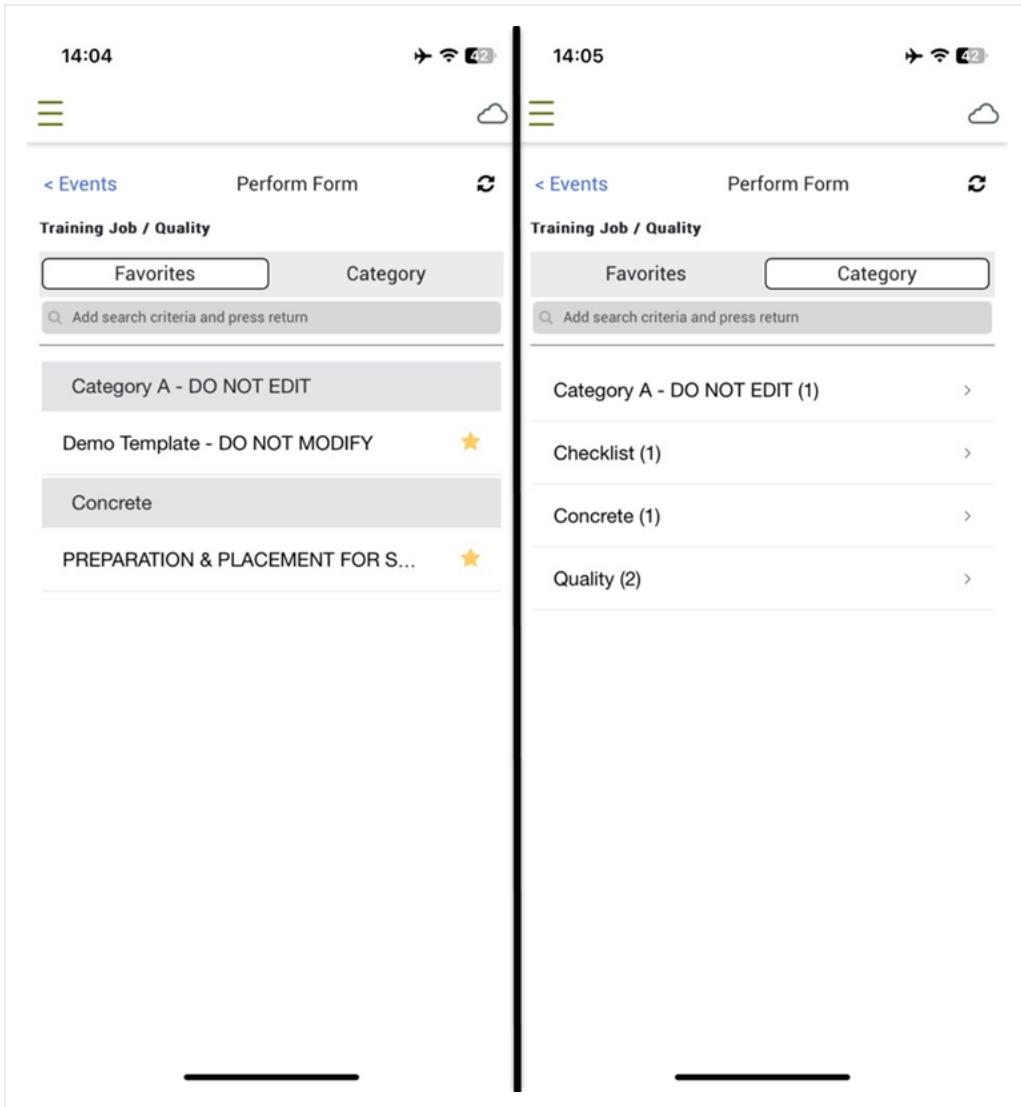 14:04
42
< Events
Perform Form
Training Job / Quality
Favorites
Category
Add search criteria and press return
Category A - DO NOT EDIT
Demo Template - DO NOT MODIFY
Concrete
PREPARATION & PLACEMENT FOR S...
14:05
42
< Events
Perform Form
Training Job / Quality
Favorites
Category
Add search criteria and press return
Category A - DO NOT EDIT (1)
>
Checklist (1)
>
Concrete (1)
>
Quality (2)
>